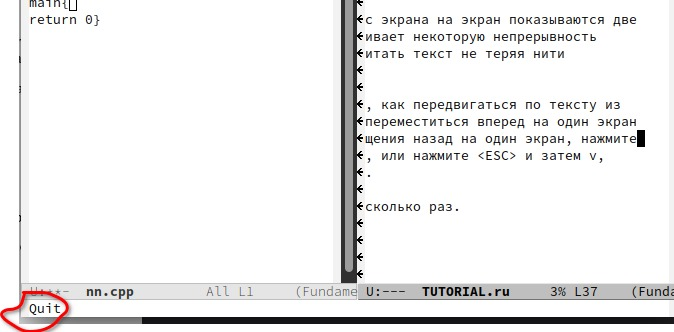 main{
return 0}
U:**-  nn.cpp  All L1  (Fundame
с экрана на экран показываются две
ивает некоторую непрерывность
итать текст не теряя нити
, как передвигаться по тексту из
переместиться вперед на один экран
щения назад на один экран, нажмите
, или нажмите <ESC> и затем v,
.
сколько раз.
U:---  TUTORIAL.ru  3% L37  (Funda
Quit